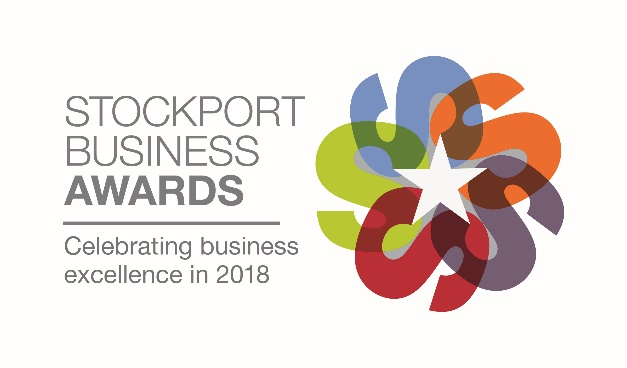 STOCKPORT
BUSINESS
AWARDS
Celebrating business
excellence in 2018